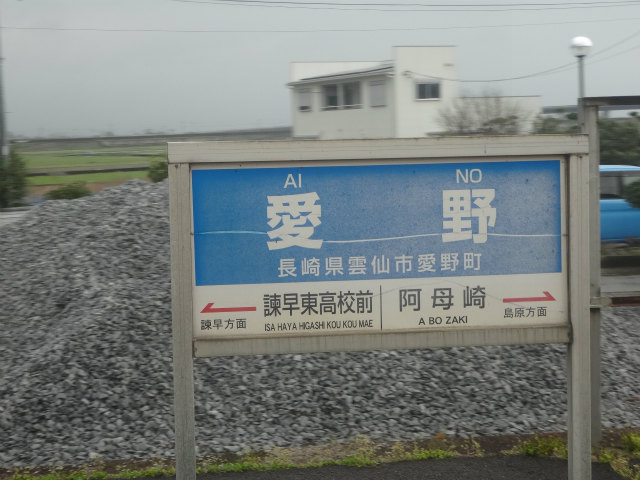 AI NO
愛野
長崎県雲仙市愛野町
諫早東高校前
ISA HAYA HIGASHI KOU KOU MAE
諫早方面
阿母崎
A BO ZAKI
島原方面